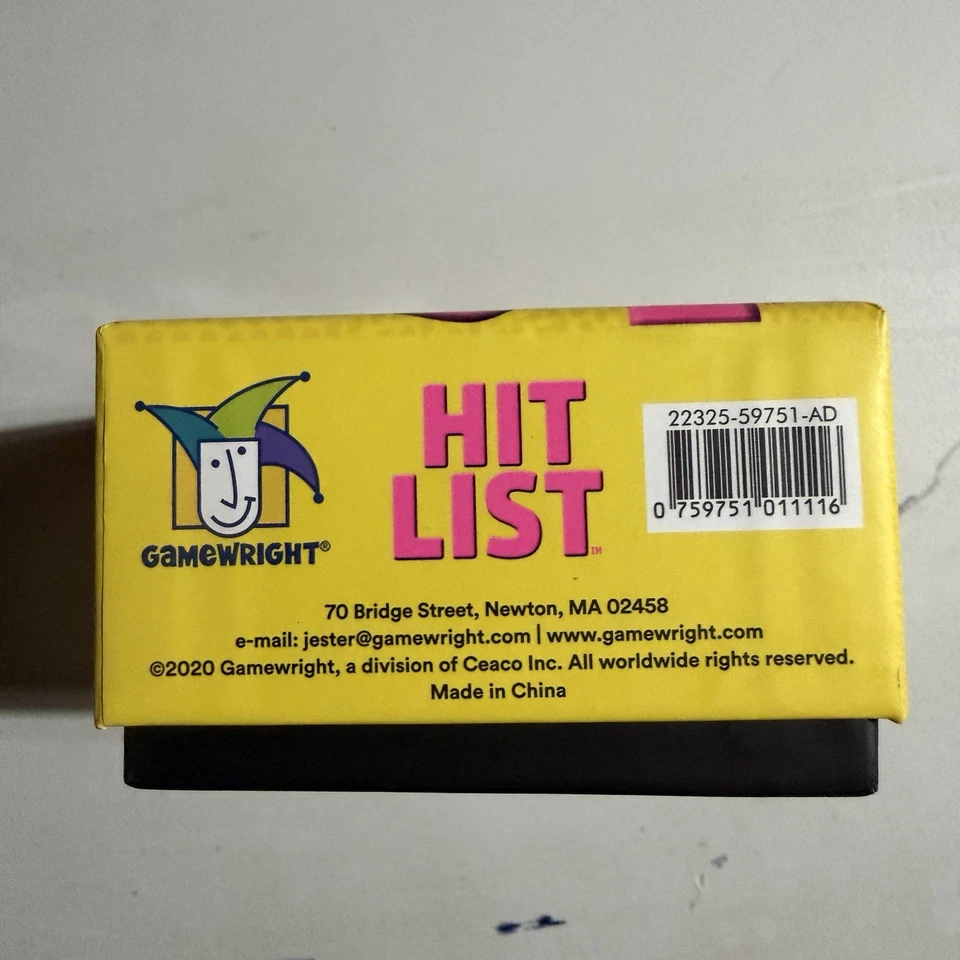 GAMEWRIGHT®
HIT
LIST™
22325-59751-AD
0 759751 011116
70 Bridge Street, Newton, MA 02458
e-mail: jester@gamewright.com | www.gamewright.com
©2020 Gamewright, a division of Ceaco Inc. All worldwide rights reserved.
Made in China